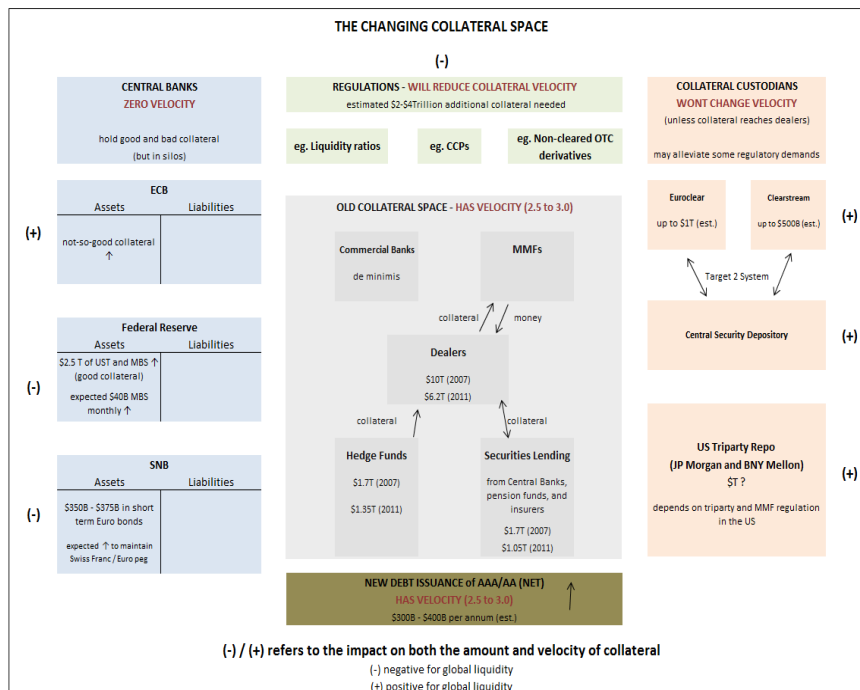 THE CHANGING COLLATERAL SPACE
(-)
CENTRAL BANKS
ZERO VELOCITY
hold good and bad collateral
(but in silos)
REGULATIONS - WILL REDUCE COLLATERAL VELOCITY
estimated $2-$4Trillion additional collateral needed
eg. Liquidity ratios
eg. CCPs
eg. Non-cleared OTC
derivatives
COLLATERAL CUSTODIANS
WONT CHANGE VELOCITY
(unless collateral reaches dealers)
may alleviate some regulatory demands
(+)
ECB
Assets
Liabilities
not-so-good collateral
↑
(-)
Federal Reserve
Assets
Liabilities
$2.5 T of UST and MBS ↑
(good collateral)
expected $40B MBS
monthly ↑
(-)
SNB
Assets
Liabilities
$350B - $375B in short
term Euro bonds
expected ↑ to maintain
Swiss Franc / Euro peg
OLD COLLATERAL SPACE - HAS VELOCITY (2.5 to 3.0)
Commercial Banks
de minimis
MMFs
collateral
money
Dealers
$10T (2007)
$6.2T (2011)
collateral
collateral
Hedge Funds
$1.7T (2007)
$1.35T (2011)
Securities Lending
from Central Banks,
pension funds, and
insurers
$1.7T (2007)
$1.05T (2011)
Euroclear
up to $1T (est.)
Clearstream
up to $500B (est.)
(+)
Target 2 System
Central Security Depository
(+)
US Triparty Repo
(JP Morgan and BNY Mellon)
$T ?
depends on triparty and MMF regulation
in the US
(+)
NEW DEBT ISSUANCE of AAA/AA (NET)
HAS VELOCITY (2.5 to 3.0)
$300B - $400B per annum (est.)
(-) / (+) refers to the impact on both the amount and velocity of collateral
(-) negative for global liquidity
(+) positive for global liquidity